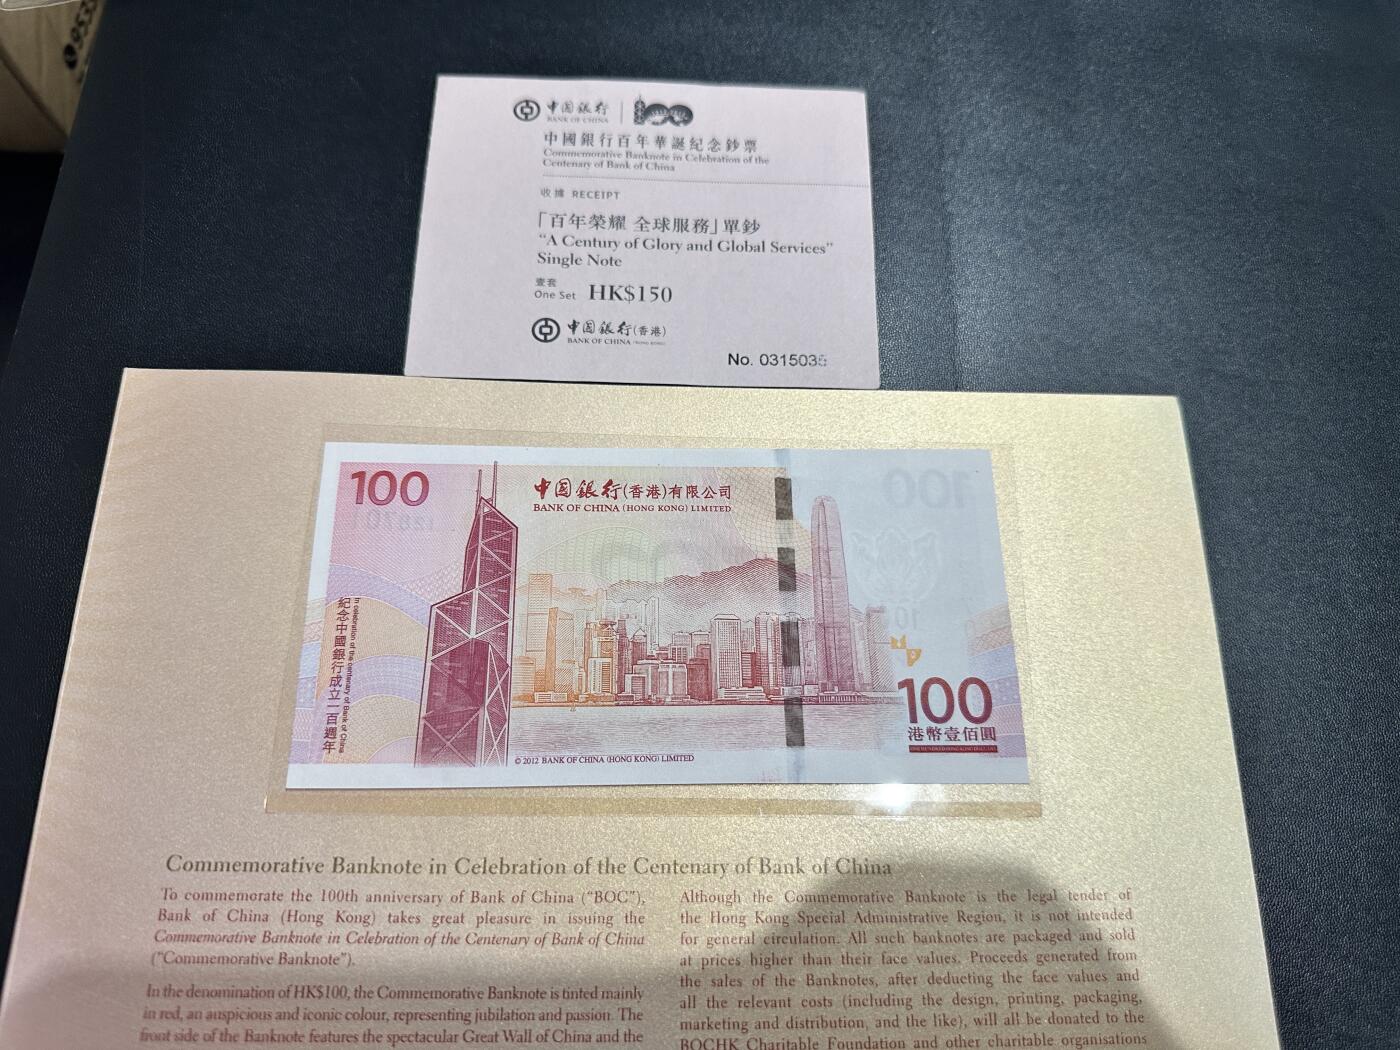 中国銀行
BANK OF CHINA
100
中國銀行百年華誕紀念鈔票
Commemorative Banknote in Celebration of the
Centenary of Bank of China
收據 RECEIPT
「百年榮耀 全球服務」單鈔
"A Century of Glory and Global Services"
Single Note
壹套
One Set HK$150
中国銀行(香港)
BANK OF CHINA (HONG KONG)
No. 0315035
100
中国銀行(香港)有限公司
BANK OF CHINA (HONG KONG) LIMITED
紀念中國銀行成立一百週年
In celebration of the centenary of Bank of China
100
港幣壹佰圓
ONE HUNDRED HONG KONG DOLLARS
© 2012 BANK OF CHINA (HONG KONG) LIMITED
Commemorative Banknote in Celebration of the Centenary of Bank of China
To commemorate the 100th anniversary of Bank of China ("BOC"),
Bank of China (Hong Kong) takes great pleasure in issuing the
Commemorative Banknote in Celebration of the Centenary of Bank of China
("Commemorative Banknote").
In the denomination of HK$100, the Commemorative Banknote is tinted mainly
in red, an auspicious and iconic colour, representing jubilation and passion. The
front side of the Banknote features the spectacular Great Wall of China and the
Although the Commemorative Banknote is the legal tender of
the Hong Kong Special Administrative Region, it is not intended
for general circulation. All such banknotes are packaged and sold
at prices higher than their face values. Proceeds generated from
the sales of the Banknotes, after deducting the face values and
all the relevant costs (including the design, printing, packaging,
marketing and distribution, and the like), will all be donated to the
BOCHK Charitable Foundation and other charitable organisations